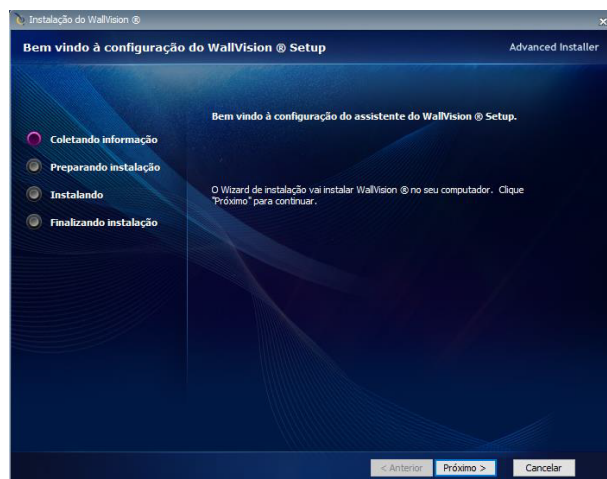 Instalação do WallVision ®
Bem vindo à configuração do WallVision ® Setup
Advanced Installer
Bem vindo à configuração do assistente do WallVision ® Setup.
Coletando informação
Preparando instalação
Instalando
Finalizando instalação
O Wizard de instalação vai instalar WallVision ® no seu computador. Clique
"Próximo" para continuar.
< Anterior
Próximo >
Cancelar